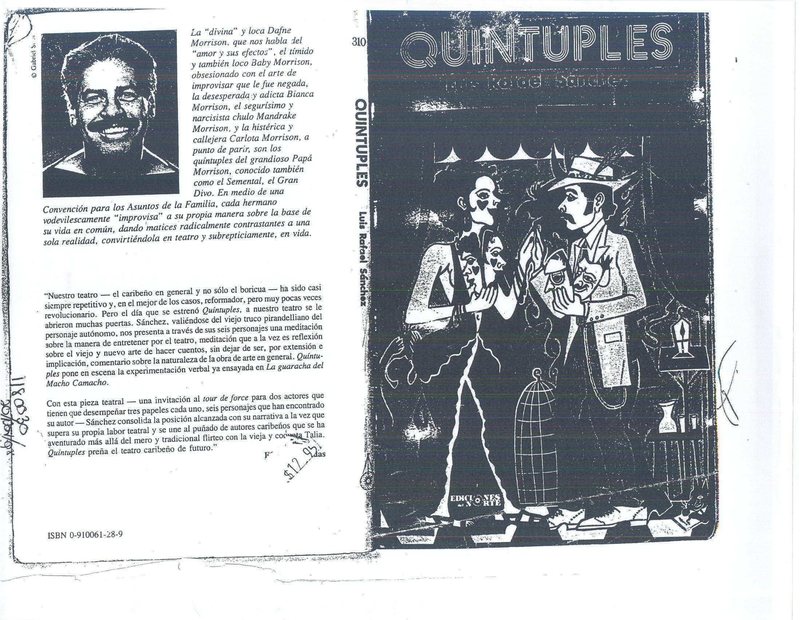 © Gabriel
La "divina" y loca Dafne
Morrison, que nos habla del
"amor y sus efectos", el tímido
y también loco Baby Morrison,
obsesionado con el arte de
improvisar que le fue negada,
la desesperada y adicta Bianca
Morrison, el segurísimo y
narcisista chulo Mandrake
Morrison, y la histérica y
callejera Carlota Morrison, a
punto de parir, son los
quíntuples del grandioso Papá
Morrison, conocido también
como el Semental, el Gran
Divo. En medio de una
Convención para los Asuntos de la Familia, cada hermano
vodevilescamente "improvisa" a su propia manera sobre la base de
su vida en común, dando matices radicalmente contrastantes a una
sola realidad, convirtiéndola en teatro y subrepticiamente, en vida.
"Nuestro teatro — el caribeño en general y no sólo el boricua — ha sido casi
siempre repetitivo y, en el mejor de los casos, reformador, pero muy pocas veces
revolucionario. Pero el día que se estrenó Quíntuples, a nuestro teatro se le
abrieron muchas puertas. Sánchez, valiéndose del viejo truco pirandelliano del
personaje autónomo, nos presenta a través de sus seis personajes una meditación
sobre la manera de entretener por el teatro, meditación que a la vez es reflexión
sobre el viejo y nuevo arte de hacer cuentos, sin dejar de ser, por extensión e
implicación, comentario sobre la naturaleza de la obra de arte en general. Quíntu-
ples pone en escena la experimentación verbal ya ensayada en La guaracha del
Macho Camacho.
Con esta pieza teatral — una invitación al tour de force para dos actores que
tienen que desempeñar tres papeles cada uno, seis personajes que han encontrado
su autor — Sánchez consolida la posición alcanzada con su narrativa a la vez que
supera su propia labor teatral y se une al puñado de autores caribeños que se ha
aventurado más allá del mero y tradicional flirteo con la vieja y Talia.
Quíntuples preña el teatro caribeño de futuro."
$12.95
ISBN 0-910061-28-9
310
QUINTUPLES
Luis Rafael Sánchez
QUINTUPLES
Luis Rafael Sánchez
EDICIONES
del NORTE